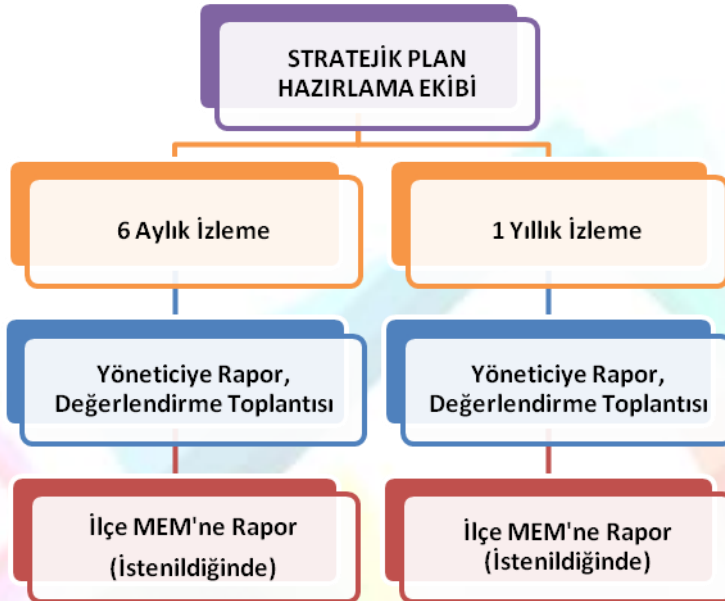 STRATEJİK PLAN
HAZIRLAMA EKİBİ
6 Aylık İzleme
1 Yıllık İzleme
Yöneticiye Rapor,
Değerlendirme Toplantısı
Yöneticiye Rapor,
Değerlendirme Toplantısı
İlçe MEM'ne Rapor
(İstenildiğinde)
İlçe MEM'ne Rapor
(İstenildiğinde)